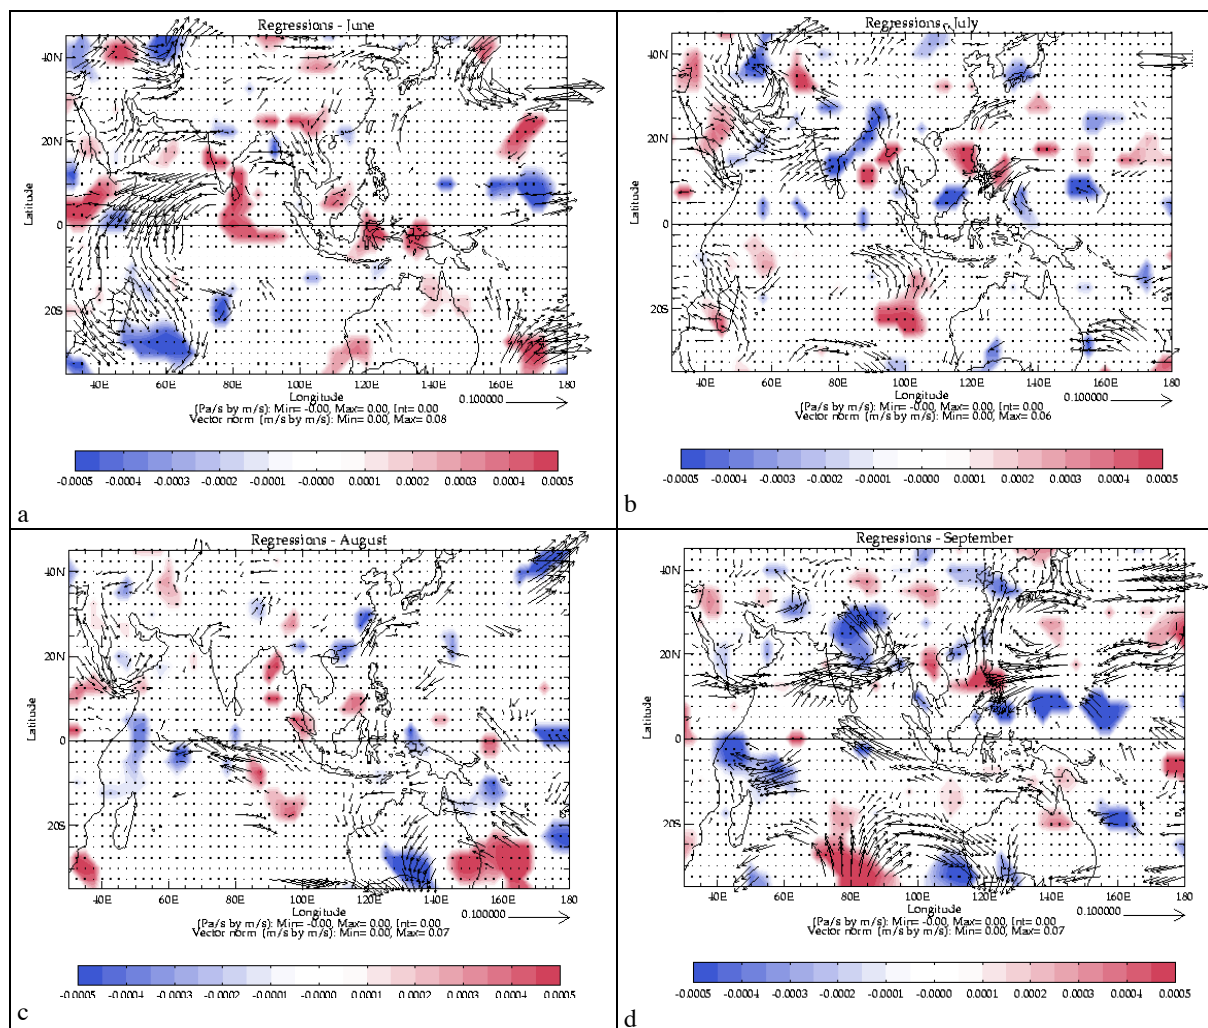 Regressions - June
40N
20N
0
20S
Latitude
40E 60E 80E 100E 120E 140E 160E 180
Longitude
0.100000
(Pa/s by m/s): Min= -0.00, Max= 0.00, Int= 0.00
Vector norm (m/s by m/s): Min= 0.00, Max= 0.08
-0.0005 -0.0004 -0.0003 -0.0002 -0.0001 -0.0000 0.0001 0.0002 0.0003 0.0004 0.0005
a
Regressions - July
40N
20N
0
20S
Latitude
40E 60E 80E 100E 120E 140E 160E 180
Longitude
0.100000
(Pa/s by m/s): Min= -0.00, Max= 0.00, Int= 0.00
Vector norm (m/s by m/s): Min= 0.00, Max= 0.06
-0.0005 -0.0004 -0.0003 -0.0002 -0.0001 -0.0000 0.0001 0.0002 0.0003 0.0004 0.0005
b
Regressions - August
40N
20N
0
20S
Latitude
40E 60E 80E 100E 120E 140E 160E 180
Longitude
0.100000
(Pa/s by m/s): Min= -0.00, Max= 0.00, Int= 0.00
Vector norm (m/s by m/s): Min= 0.00, Max= 0.07
-0.0005 -0.0004 -0.0003 -0.0002 -0.0001 -0.0000 0.0001 0.0002 0.0003 0.0004 0.0005
c
Regressions - September
40N
20N
0
20S
Latitude
40E 60E 80E 100E 120E 140E 160E 180
Longitude
0.100000
(Pa/s by m/s): Min= -0.00, Max= 0.00, Int= 0.00
Vector norm (m/s by m/s): Min= 0.00, Max= 0.07
-0.0005 -0.0004 -0.0003 -0.0002 -0.0001 -0.0000 0.0001 0.0002 0.0003 0.0004 0.0005
d